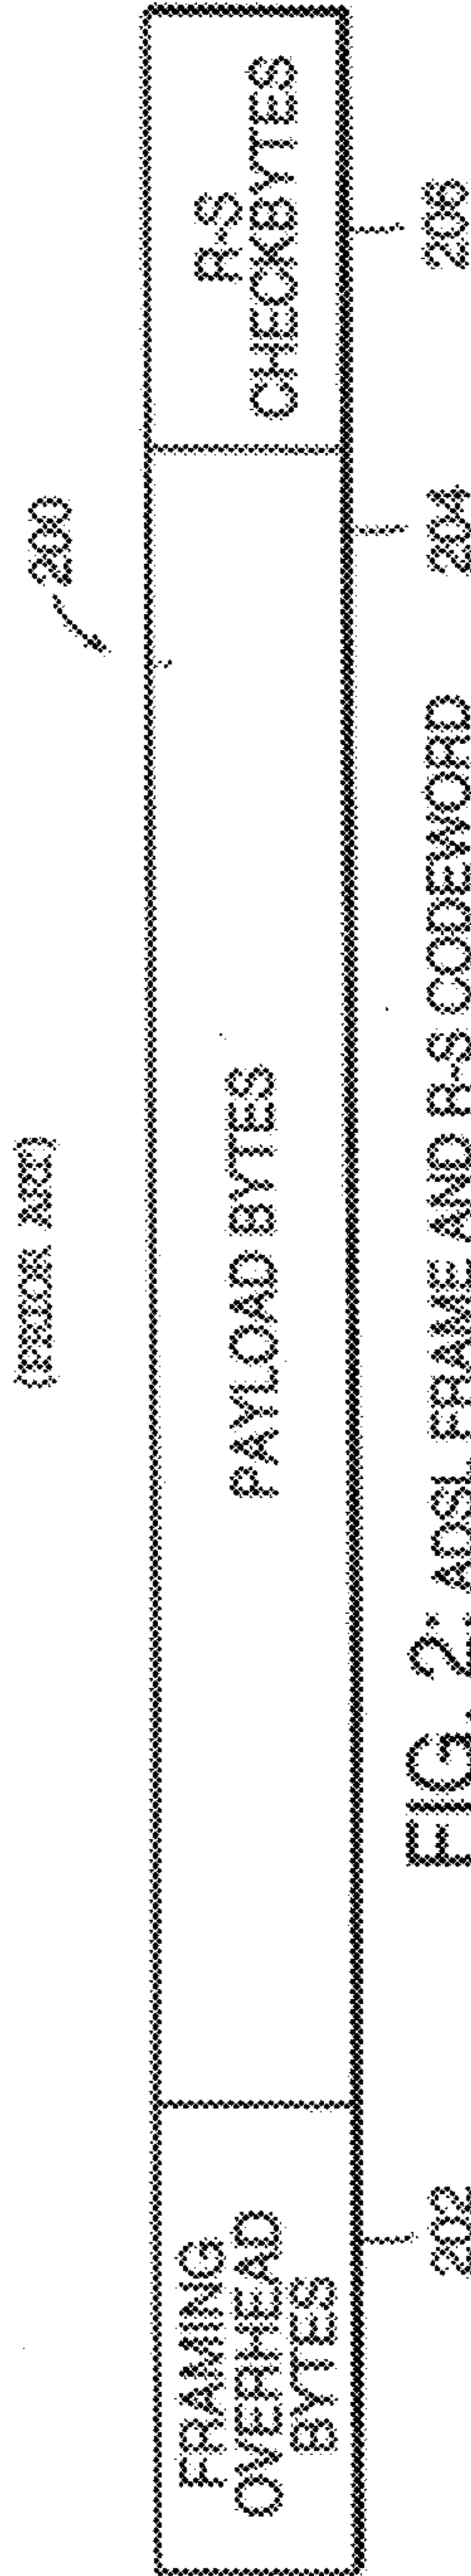 (PRIOR ART)
200
FRAMING
OVERHEAD
BYTES
PAYLOAD BYTES
R-S
CHECKBYTES
202
204
206
FIG. 2: ADSL FRAME AND R-S CODEWORD